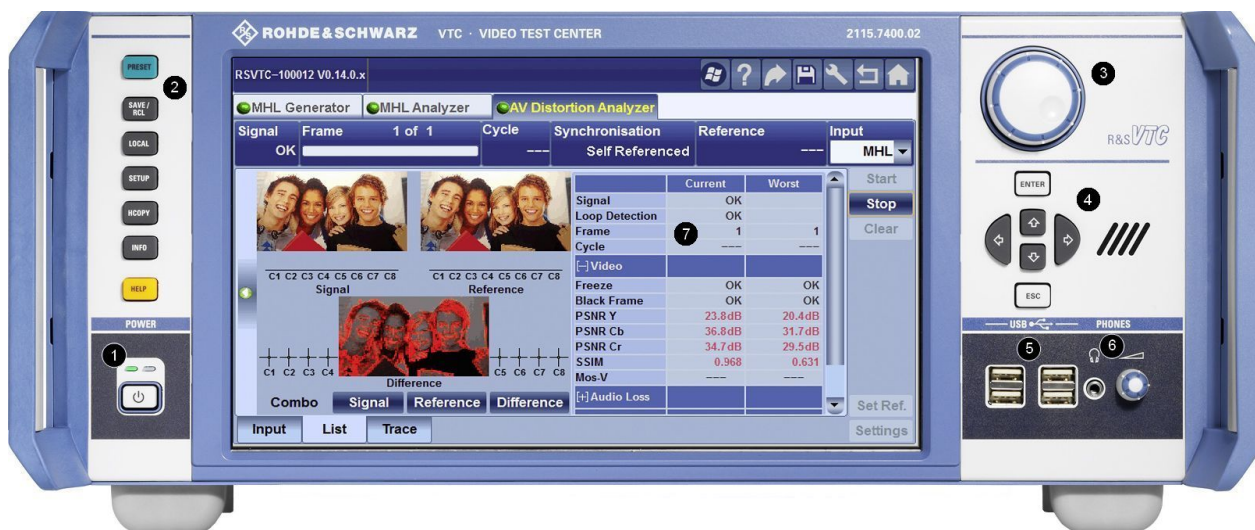 ROHDE & SCHWARZ VTC · VIDEO TEST CENTER 2115.7400.02
PRESET
SAVE / RCL
LOCAL
SETUP
HCOPY
INFO
HELP
POWER
1
2
RSVTC-100012 V0.14.0.x
?
MHL Generator
MHL Analyzer
AV Distortion Analyzer
Signal Frame 1 of 1 Cycle Synchronisation Reference Input
OK --- Self Referenced --- MHL
C1 C2 C3 C4 C5 C6 C7 C8
Signal
C1 C2 C3 C4 C5 C6 C7 C8
Reference
C1 C2 C3 C4
C5 C6 C7 C8
Difference
Combo Signal Reference Difference
Current Worst
Signal OK
Loop Detection OK
7
Frame 1 1
Cycle --- ---
[-] Video
Freeze OK OK
Black Frame OK OK
PSNR Y 23.8dB 20.4dB
PSNR Cb 36.8dB 31.7dB
PSNR Cr 34.7dB 29.5dB
SSIM 0.968 0.631
Mos-V --- ---
[+] Audio Loss
Start
Stop
Clear
Set Ref.
Settings
Input List Trace
3
R&S VTC
ENTER
4
ESC
USB PHONES
5
6